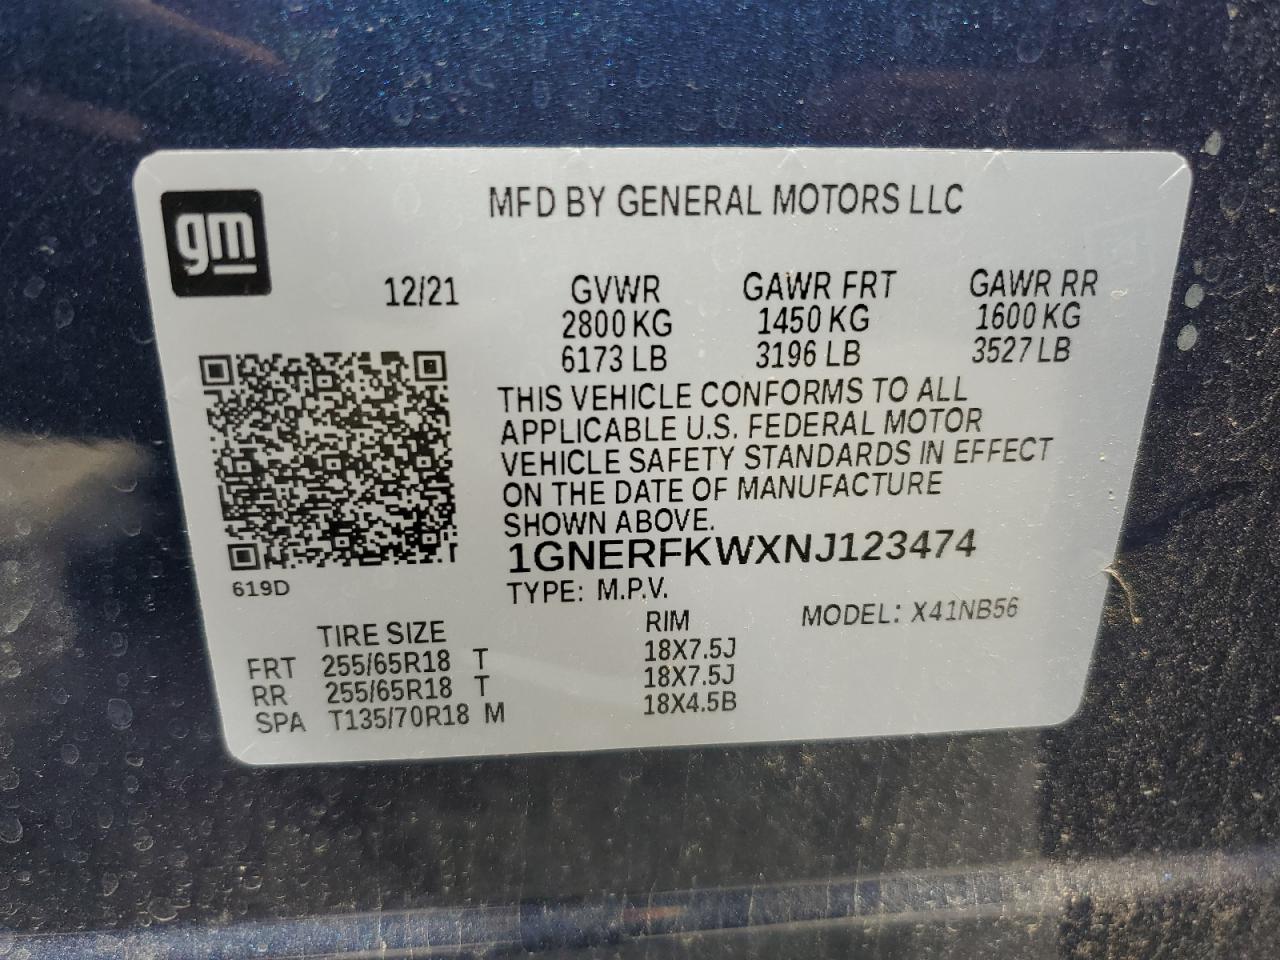 gm
MFD BY GENERAL MOTORS LLC
12/21
GVWR
2800 KG
6173 LB
GAWR FRT
1450 KG
3196 LB
GAWR RR
1600 KG
3527 LB
THIS VEHICLE CONFORMS TO ALL
APPLICABLE U.S. FEDERAL MOTOR
VEHICLE SAFETY STANDARDS IN EFFECT
ON THE DATE OF MANUFACTURE
SHOWN ABOVE.
1GNERFKWXNJ123474
619D
TYPE: M.P.V.
MODEL: X41NB56
TIRE SIZE RIM
FRT 255/65R18 T 18X7.5J
RR 255/65R18 T 18X7.5J
SPA T135/70R18 M 18X4.5B